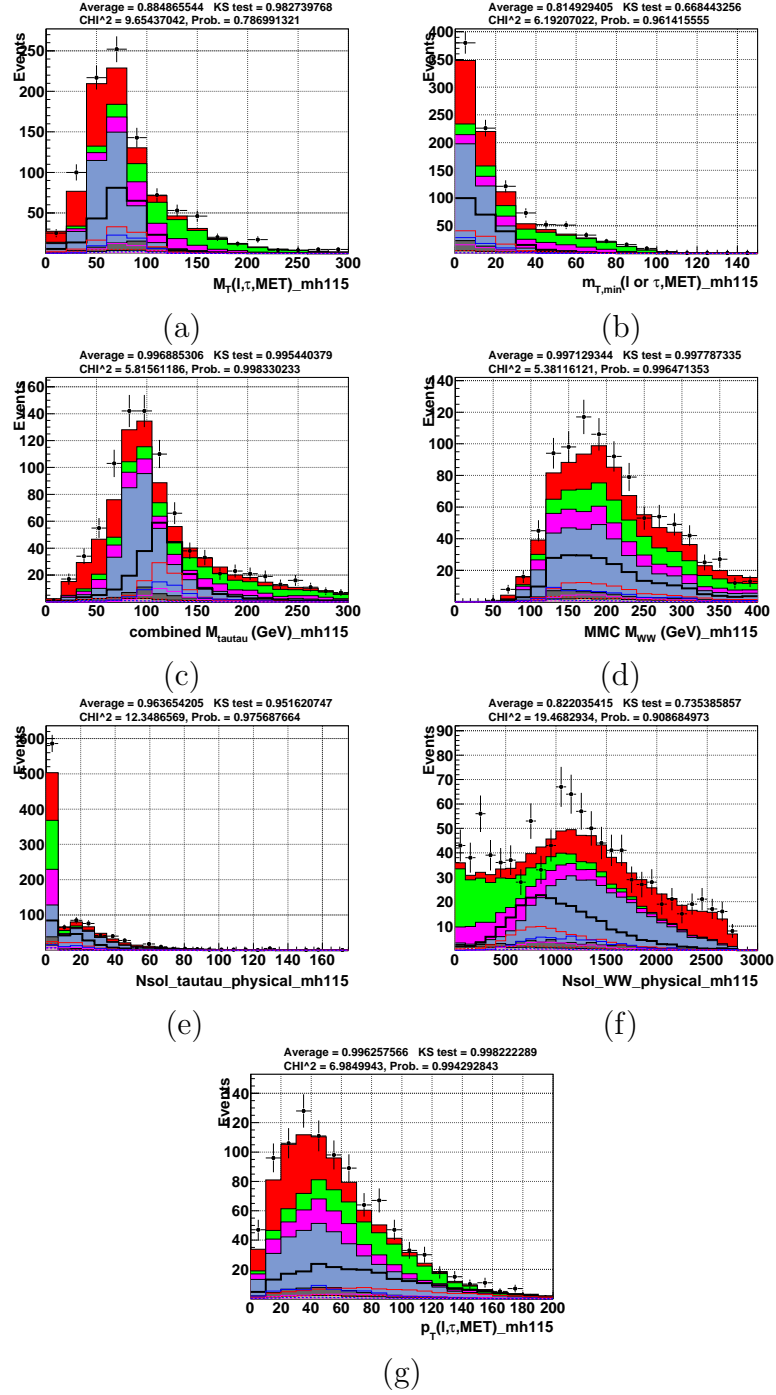 Average = 0.884865544 KS test = 0.982739768
CHI^2 = 9.65437042, Prob. = 0.786991321
Events
250
200
150
100
50
0 50 100 150 200 250 300
M_T(l,τ,MET)_mh115
(a)
Average = 0.814929405 KS test = 0.668443256
CHI^2 = 6.19207022, Prob. = 0.961415555
Events
400
350
300
250
200
150
100
50
0 20 40 60 80 100 120 140
m_T,min(l or τ,MET)_mh115
(b)
Average = 0.996885306 KS test = 0.995440379
CHI^2 = 5.81561186, Prob. = 0.998330233
Events
160
140
120
100
80
60
40
20
0 50 100 150 200 250 300
combined M_tautau (GeV)_mh115
(c)
Average = 0.997129344 KS test = 0.997787335
CHI^2 = 5.38116121, Prob. = 0.996471353
Events
140
120
100
80
60
40
20
0 50 100 150 200 250 300 350 400
MMC M_WW (GeV)_mh115
(d)
Average = 0.963654205 KS test = 0.951620747
CHI^2 = 12.3486569, Prob. = 0.975687664
Events
600
500
400
300
200
100
0 20 40 60 80 100 120 140 160
Nsol_tautau_physical_mh115
(e)
Average = 0.822035415 KS test = 0.735385857
CHI^2 = 19.4682934, Prob. = 0.908684973
Events
90
80
70
60
50
40
30
20
10
0 500 1000 1500 2000 2500 3000
Nsol_WW_physical_mh115
(f)
Average = 0.996257566 KS test = 0.998222289
CHI^2 = 6.9849943, Prob. = 0.994292843
Events
140
120
100
80
60
40
20
0 20 40 60 80 100 120 140 160 180 200
p_T(l,τ,MET)_mh115
(g)